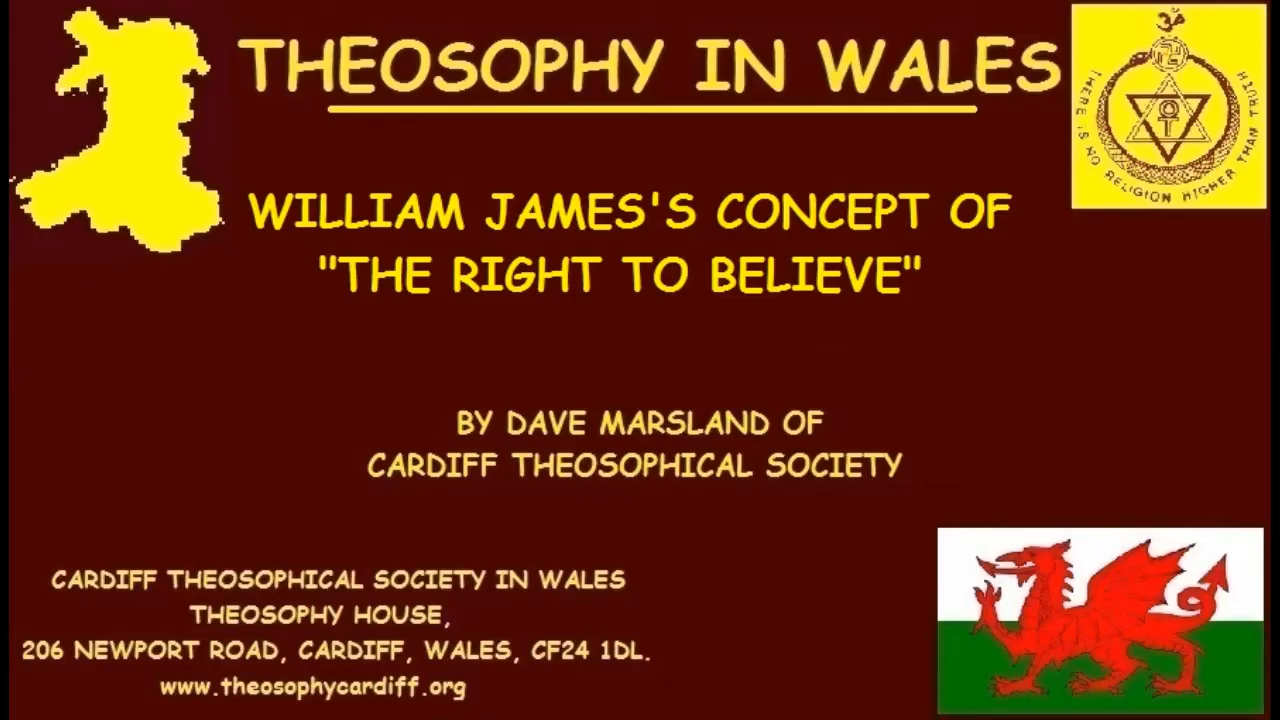 THEOSOPHY IN WALES
THERE IS NO RELIGION HIGHER THAN TRUTH
WILLIAM JAMES'S CONCEPT OF
"THE RIGHT TO BELIEVE"
BY DAVE MARSLAND OF
CARDIFF THEOSOPHICAL SOCIETY
CARDIFF THEOSOPHICAL SOCIETY IN WALES
THEOSOPHY HOUSE,
206 NEWPORT ROAD, CARDIFF, WALES, CF24 1DL.
www.theosophycardiff.org